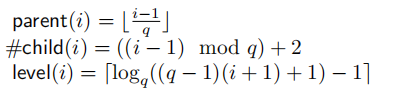 parent(i) = ⌊(i−1)/q⌋
#child(i) = ((i − 1) mod q) + 2
level(i) = ⌈log_q((q − 1)(i + 1) + 1) − 1⌉